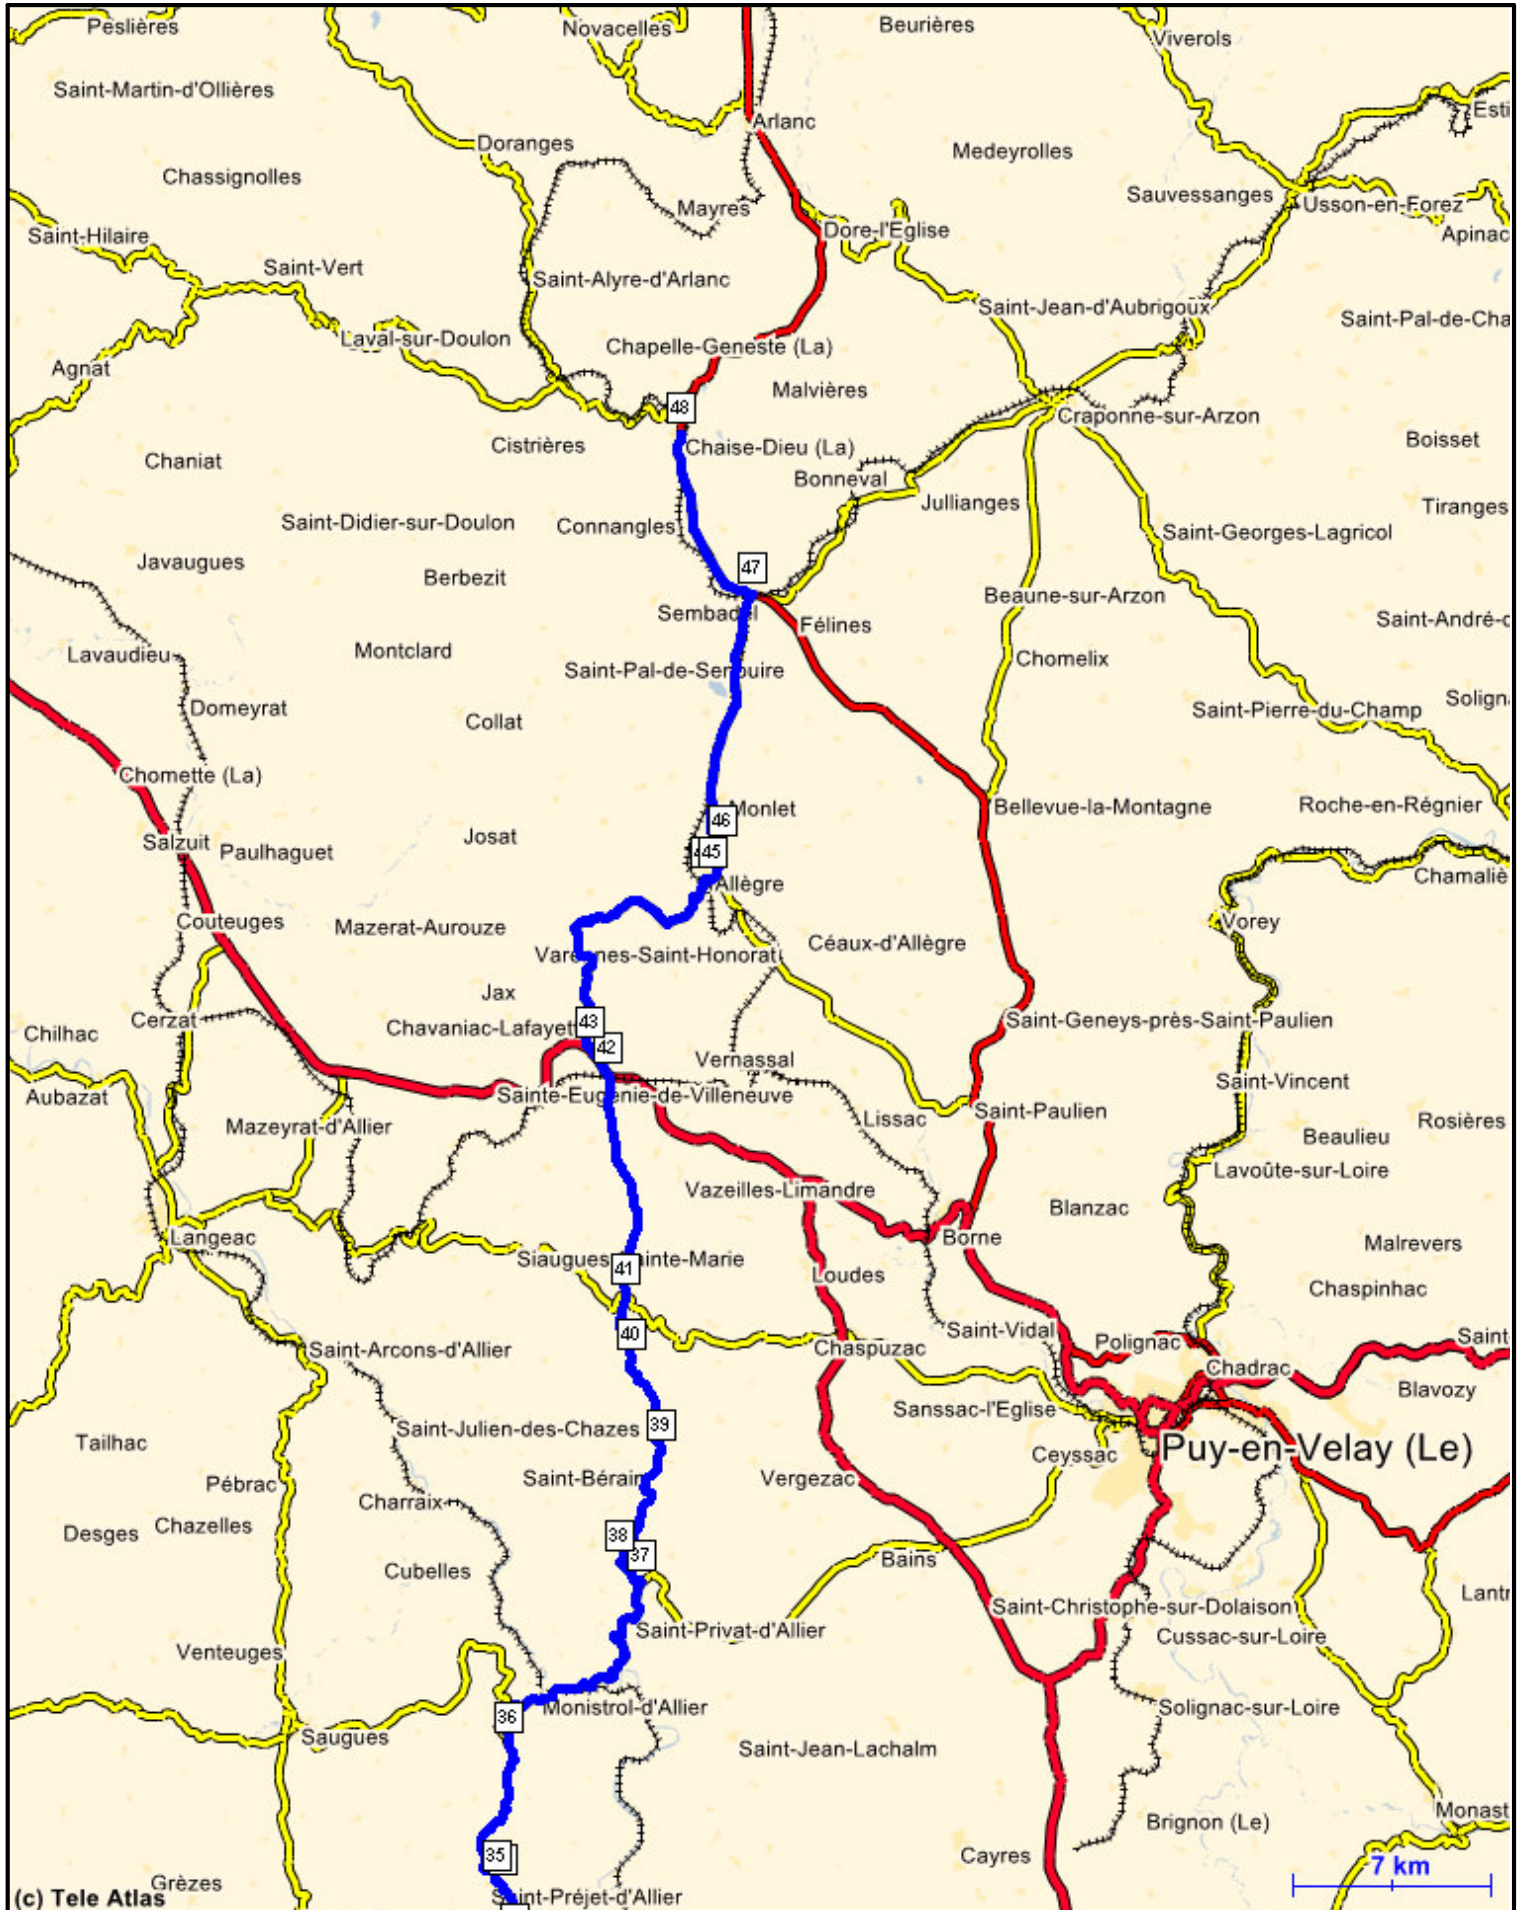 Peslières
Novacelles
Beurières
Viverols
Saint-Martin-d'Ollières
Arlanc
Esti
Doranges
Medeyrolles
Chassignolles
Sauvessanges
Mayres
Usson-en-Forez
Saint-Hilaire
Dore-l'Eglise
Apinac
Saint-Vert
Saint-Alyre-d'Arlanc
Saint-Jean-d'Aubrigoux
Saint-Pal-de-Cha
Laval-sur-Doulon
Chapelle-Geneste (La)
Agnat
Malvières
48
Craponne-sur-Arzon
Cistrières
Chaise-Dieu (La)
Boisset
Chaniat
Bonneval
Jullianges
Tiranges
Saint-Didier-sur-Doulon
Connangles
Saint-Georges-Lagricol
Javaugues
47
Berbezit
Beaune-sur-Arzon
Sembadel
Félines
Saint-André-d
Lavaudieu
Montclard
Chomelix
Saint-Pal-de-Senouire
Domeyrat
Collat
Saint-Pierre-du-Champ
Solign
Chomette (La)
Monlet
Bellevue-la-Montagne
Roche-en-Régnier
46
Salzuit
Paulhaguet
Josat
45
Allègre
Chamaliè
Couteuges
Mazerat-Aurouze
Vorey
Varennes-Saint-Honorat
Céaux-d'Allègre
Jax
Cerzat
Chavaniac-Lafayett
43
Saint-Geneys-près-Saint-Paulien
Chilhac
42
Vernassal
Aubazat
Sainte-Eugénie-de-Villeneuve
Saint-Vincent
Mazeyrat-d'Allier
Lissac
Saint-Paulien
Rosières
Beaulieu
Lavoûte-sur-Loire
Vazeilles-Limandre
Blanzac
Langeac
Borne
Malrevers
Siaugues-Sainte-Marie
41
Loudes
Chaspinhac
40
Saint-Vidal
Polignac
Sainte
Saint-Arcons-d'Allier
Chaspuzac
Chadrac
Blavozy
Sanssac-l'Eglise
39
Saint-Julien-des-Chazes
Tailhac
Puy-en-Velay (Le)
Ceyssac
Pébrac
Saint-Bérain
Vergezac
Charraix
Desges
Chazelles
38
37
Bains
Cubelles
Lantr
Saint-Christophe-sur-Dolaison
Saint-Privat-d'Allier
Cussac-sur-Loire
Venteuges
Monistrol-d'Allier
Solignac-sur-Loire
36
Saugues
Saint-Jean-Lachalm
Monast
Brignon (Le)
35
Cayres
7 km
Grèzes
(c) Tele Atlas
Saint-Préjet-d'Allier